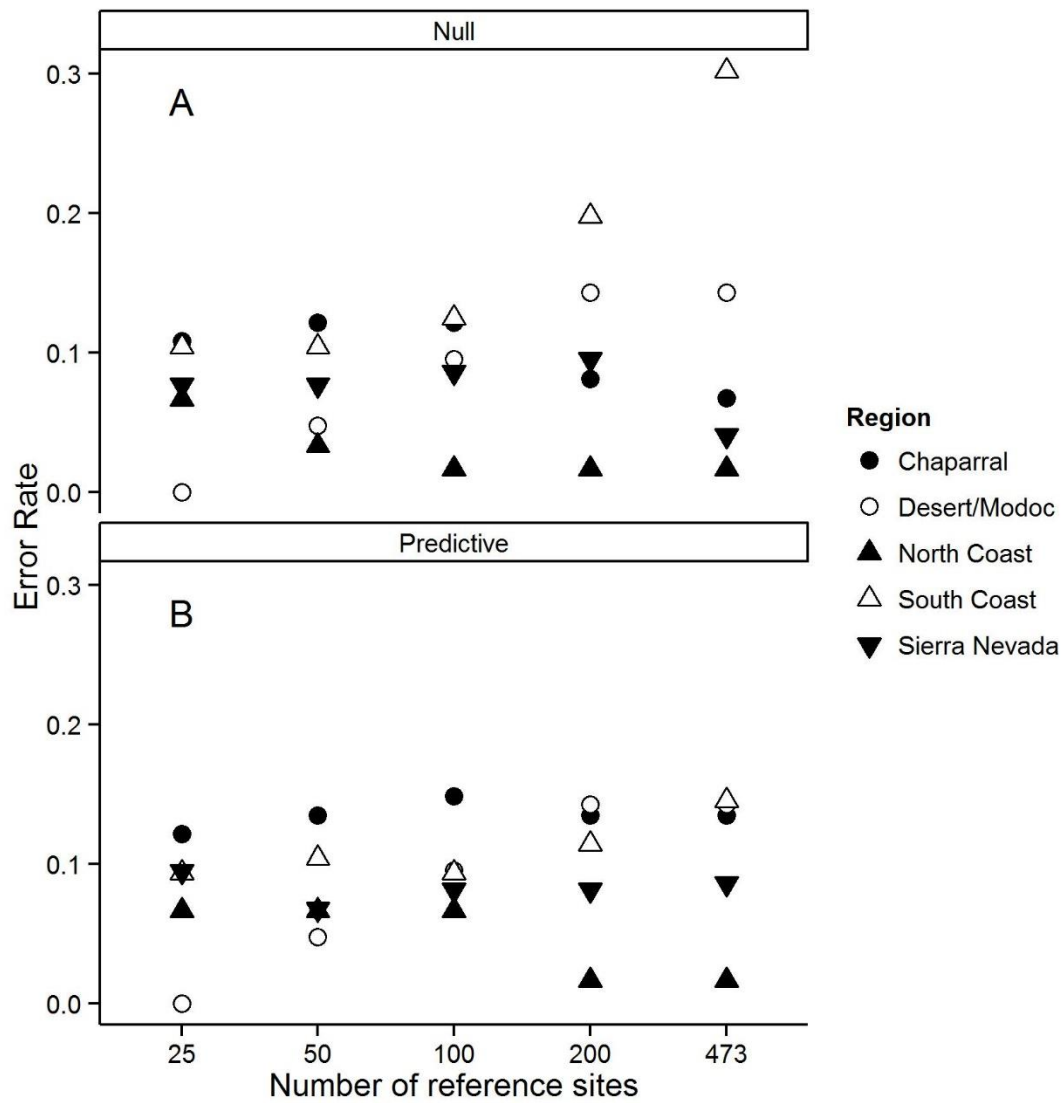 Null
A
0.3
0.2
0.1
0.0
Predictive
B
0.3
0.2
0.1
0.0
Error Rate
25 50 100 200 473
Number of reference sites
Region
Chaparral
Desert/Modoc
North Coast
South Coast
Sierra Nevada